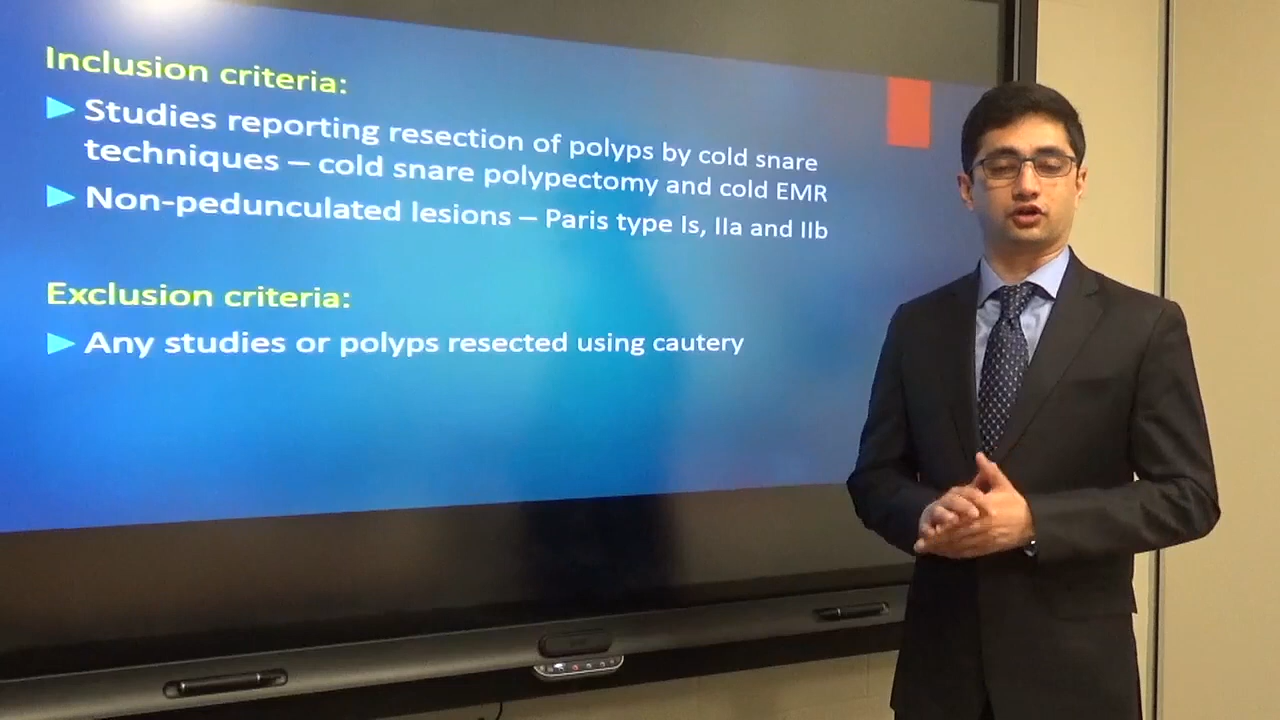 Inclusion criteria:
Studies reporting resection of polyps by cold snare
techniques – cold snare polypectomy and cold EMR
Non-pedunculated lesions – Paris type Is, IIa and IIb
Exclusion criteria:
Any studies or polyps resected using cautery